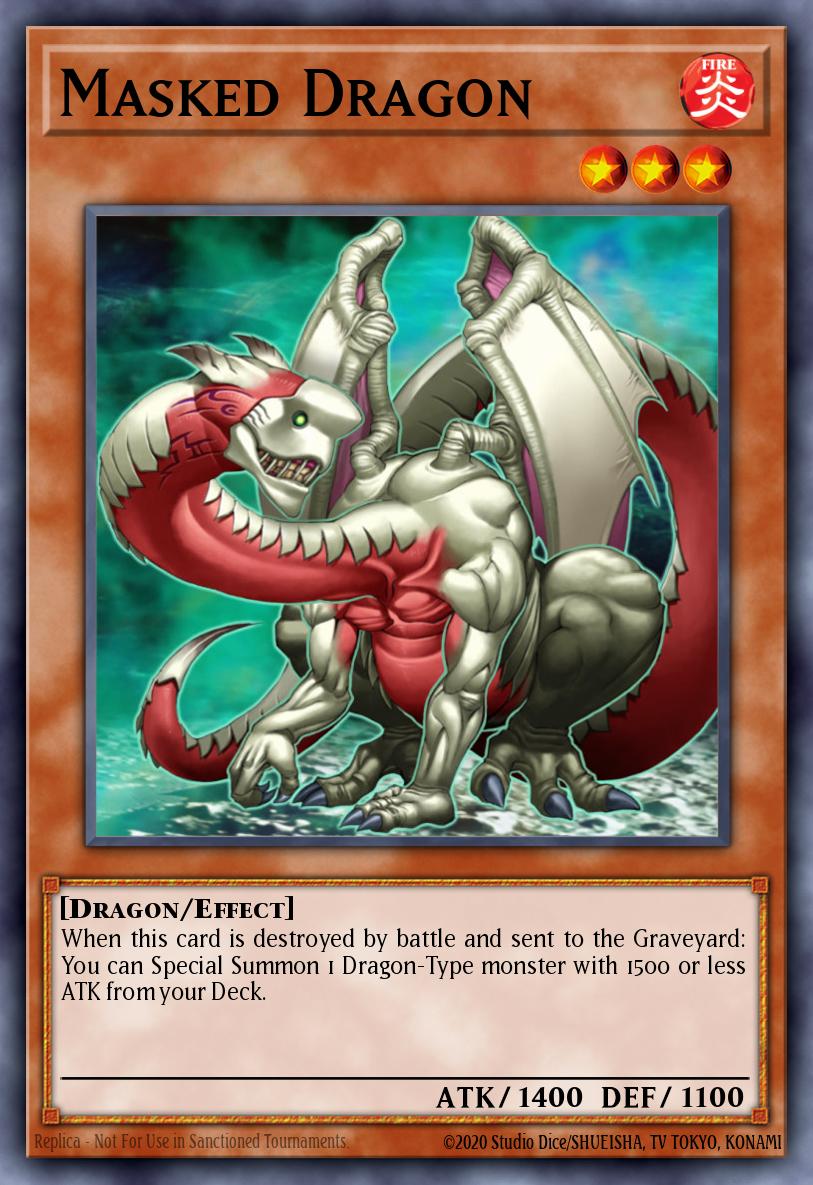 Masked Dragon
FIRE
炎
[Dragon/Effect]
When this card is destroyed by battle and sent to the Graveyard:
You can Special Summon 1 Dragon-Type monster with 1500 or less
ATK from your Deck.
ATK/ 1400 DEF/ 1100
Replica - Not For Use in Sanctioned Tournaments.
©2020 Studio Dice/SHUEISHA, TV TOKYO, KONAMI